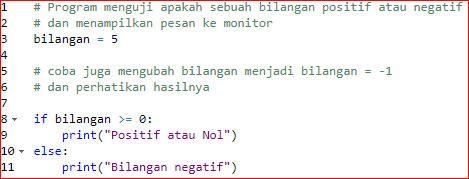 1 # Program menguji apakah sebuah bilangan positif atau negatif
2 # dan menampilkan pesan ke monitor
3 bilangan = 5
4
5 # coba juga mengubah bilangan menjadi bilangan = -1
6 # dan perhatikan hasilnya
7
8 if bilangan >= 0:
9     print("Positif atau Nol")
10 else:
11     print("Bilangan negatif")